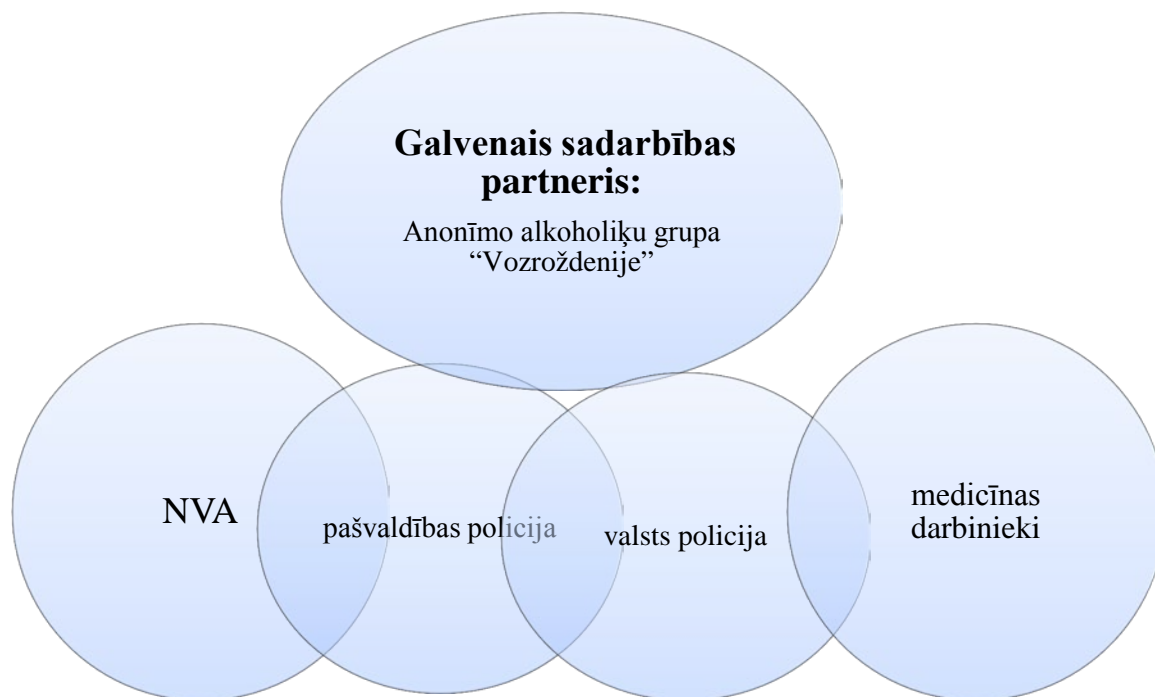 Galvenais sadarbības
partneris:
Anonīmo alkoholiķu grupa
“Vozroždenije”
NVA
pašvaldības policija
valsts policija
medicīnas
darbinieki